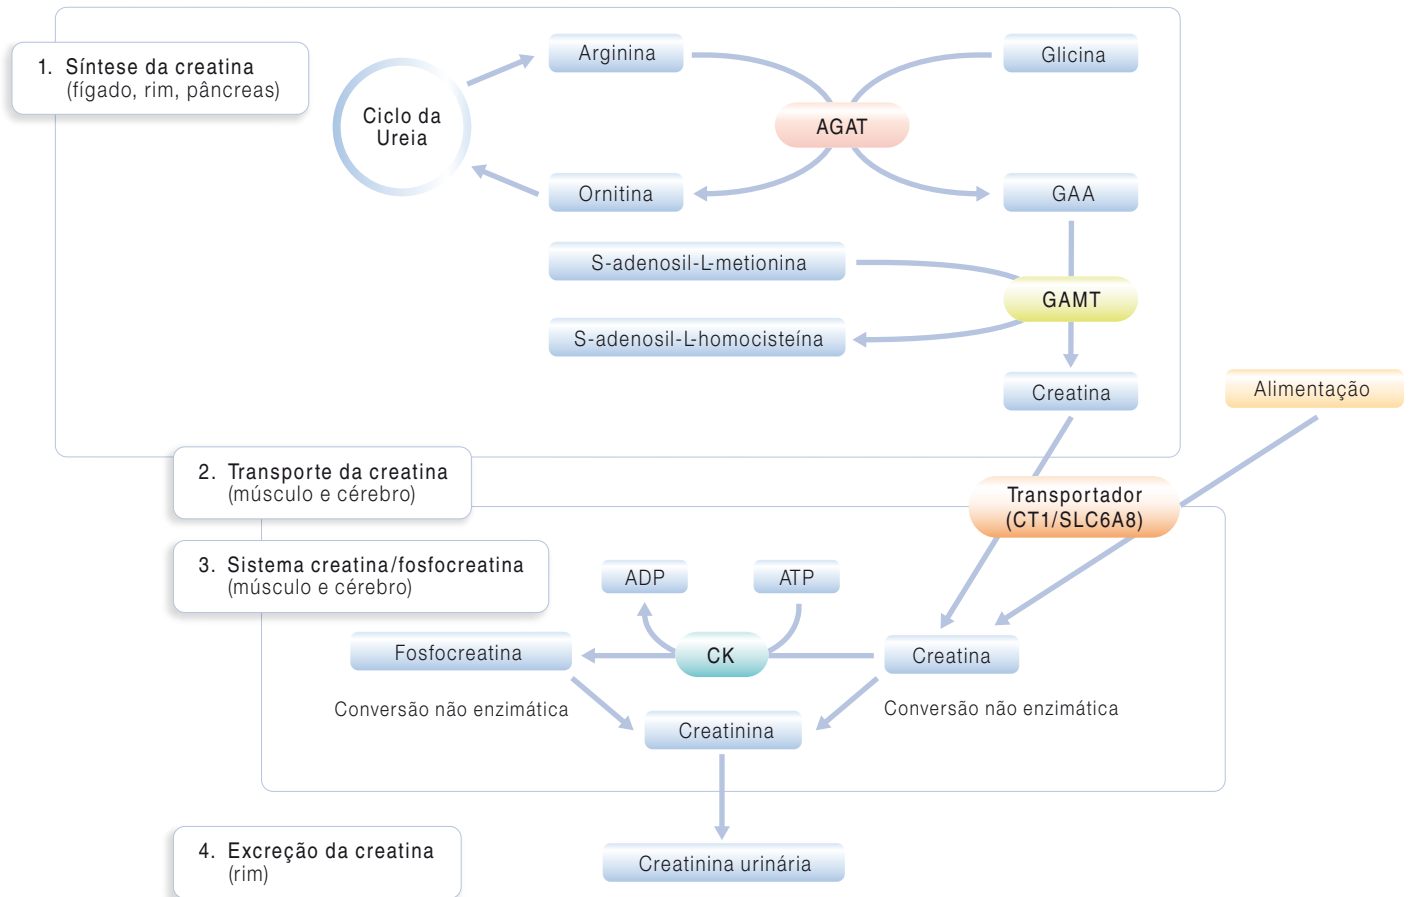 1. Síntese da creatina
(fígado, rim, pâncreas)
Arginina
Glicina
Ciclo da
Ureia
AGAT
Ornitina
GAA
S-adenosil-L-metionina
GAMT
S-adenosil-L-homocisteína
Creatina
Alimentação
2. Transporte da creatina
(músculo e cérebro)
Transportador
(CT1/SLC6A8)
3. Sistema creatina/fosfocreatina
(músculo e cérebro)
ADP
ATP
Fosfocreatina
CK
Creatina
Conversão não enzimática
Conversão não enzimática
Creatinina
4. Excreção da creatina
(rim)
Creatinina urinária